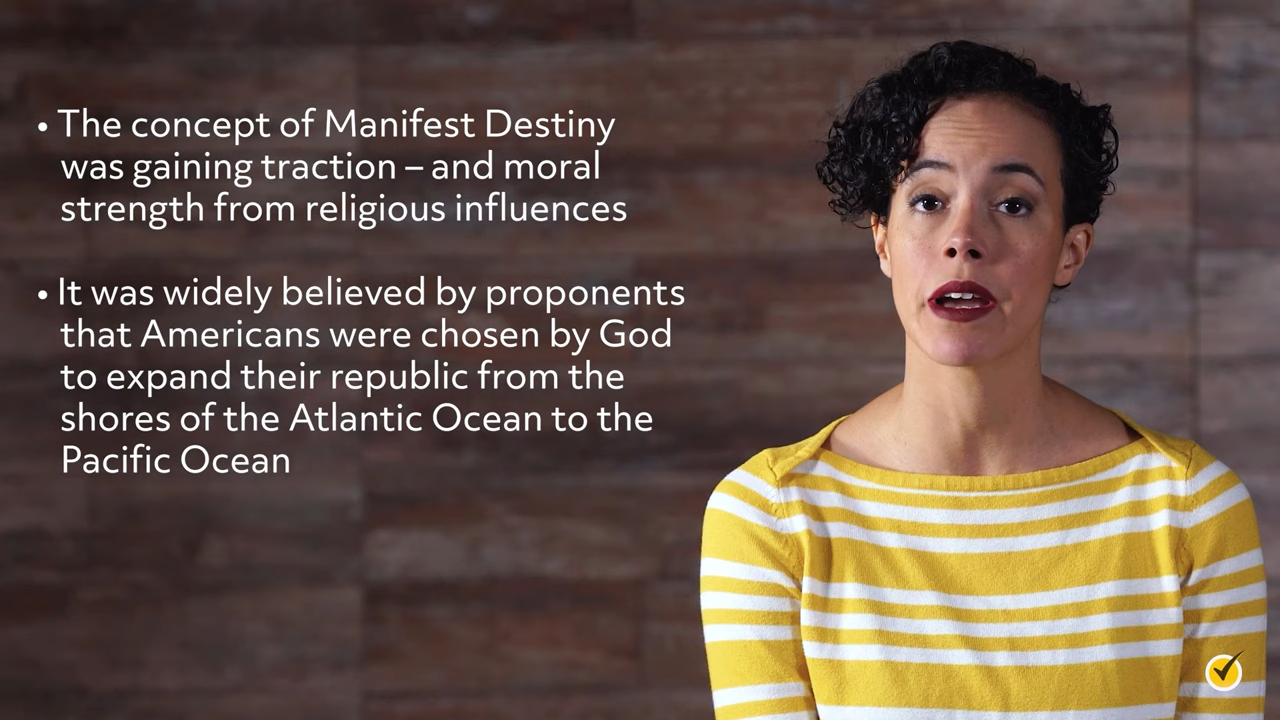 • The concept of Manifest Destiny
was gaining traction – and moral
strength from religious influences
• It was widely believed by proponents
that Americans were chosen by God
to expand their republic from the
shores of the Atlantic Ocean to the
Pacific Ocean